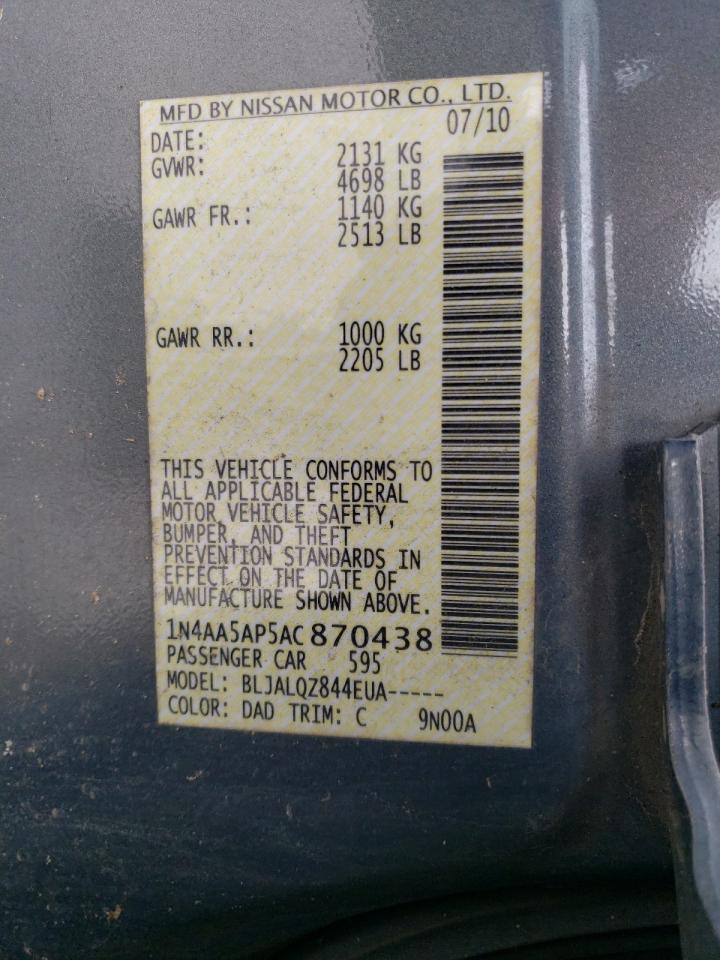 MFD BY NISSAN MOTOR CO., LTD.
DATE: 07/10
GVWR: 2131 KG
4698 LB
GAWR FR.: 1140 KG
2513 LB
GAWR RR.: 1000 KG
2205 LB
THIS VEHICLE CONFORMS TO
ALL APPLICABLE FEDERAL
MOTOR VEHICLE SAFETY,
BUMPER, AND THEFT
PREVENTION STANDARDS IN
EFFECT ON THE DATE OF
MANUFACTURE SHOWN ABOVE.
1N4AA5AP5AC870438
PASSENGER CAR 595
MODEL: BLJALQZ844EUA-----
COLOR: DAD TRIM: C 9N00A